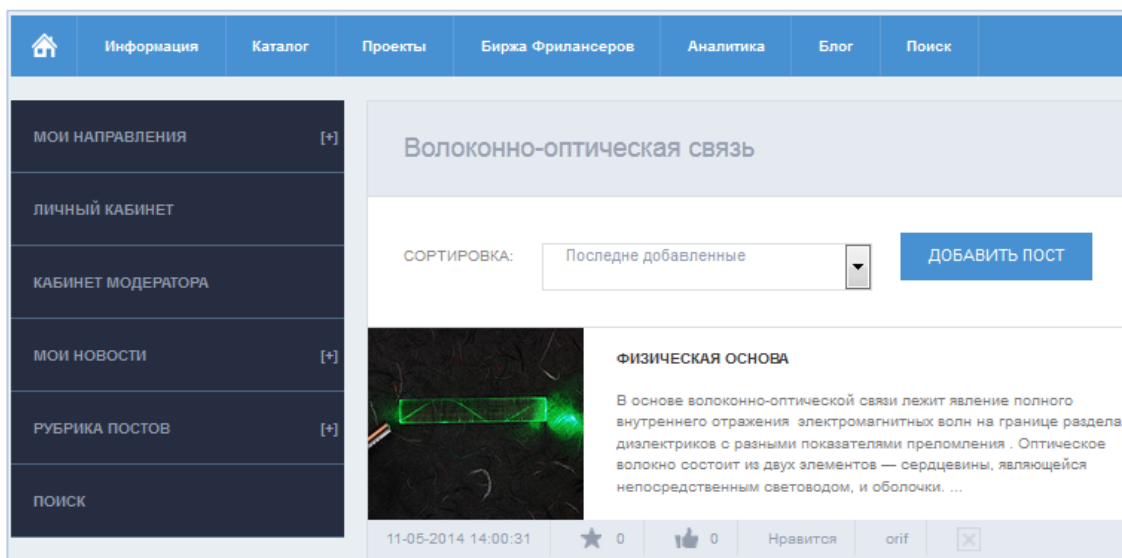 Информация Каталог Проекты Биржа Фрилансеров Аналитика Блог Поиск
МОИ НАПРАВЛЕНИЯ [+]
ЛИЧНЫЙ КАБИНЕТ
КАБИНЕТ МОДЕРАТОРА
МОИ НОВОСТИ [+]
РУБРИКА ПОСТОВ [+]
ПОИСК
Волоконно-оптическая связь
СОРТИРОВКА: Последне добавленные ДОБАВИТЬ ПОСТ
ФИЗИЧЕСКАЯ ОСНОВА
В основе волоконно-оптической связи лежит явление полного
внутреннего отражения электромагнитных волн на границе раздела
диэлектриков с разными показателями преломления . Оптическое
волокно состоит из двух элементов — сердцевины, являющейся
непосредственным световодом, и оболочки. ...
11-05-2014 14:00:31 0 0 Нравится orif